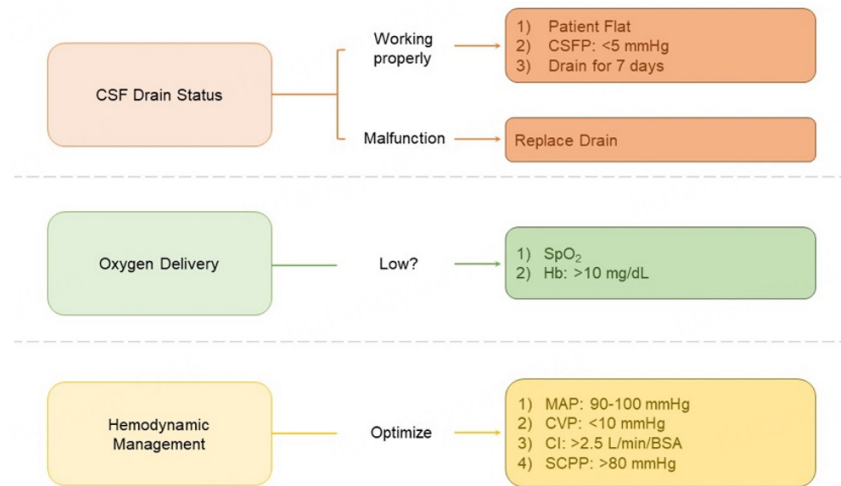 CSF Drain Status
Working
properly
1) Patient Flat
2) CSFP: <5 mmHg
3) Drain for 7 days
Malfunction
Replace Drain
Oxygen Delivery
Low?
1) SpO₂
2) Hb: >10 mg/dL
Hemodynamic
Management
Optimize
1) MAP: 90-100 mmHg
2) CVP: <10 mmHg
3) CI: >2.5 L/min/BSA
4) SCPP: >80 mmHg